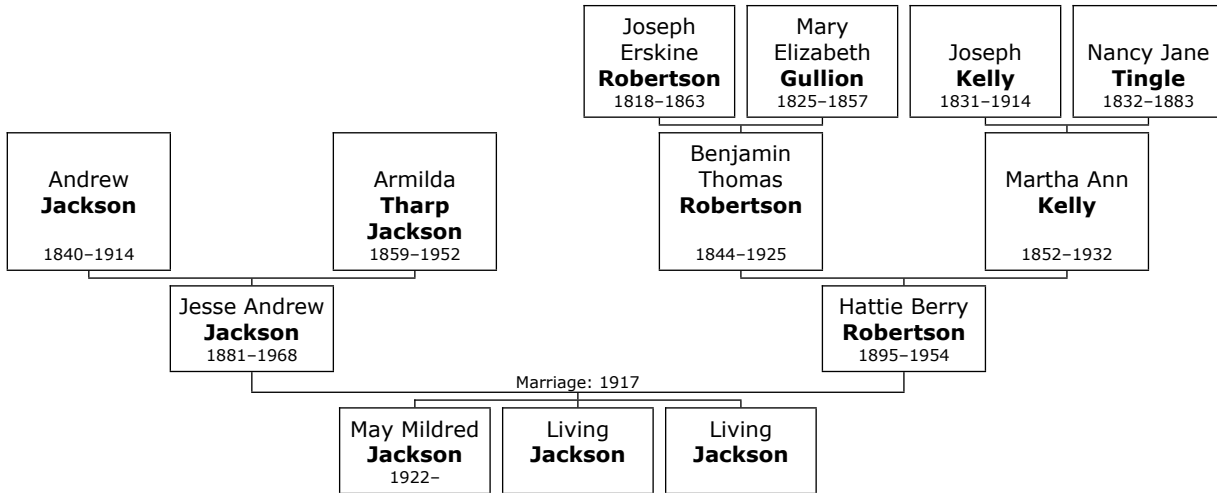 Joseph
Erskine
Robertson
1818–1863
Mary
Elizabeth
Gullion
1825–1857
Joseph
Kelly
1831–1914
Nancy Jane
Tingle
1832–1883
Andrew
Jackson
1840–1914
Armilda
Tharp
Jackson
1859–1952
Benjamin
Thomas
Robertson
1844–1925
Martha Ann
Kelly
1852–1932
Jesse Andrew
Jackson
1881–1968
Hattie Berry
Robertson
1895–1954
Marriage: 1917
May Mildred
Jackson
1922–
Living
Jackson
Living
Jackson